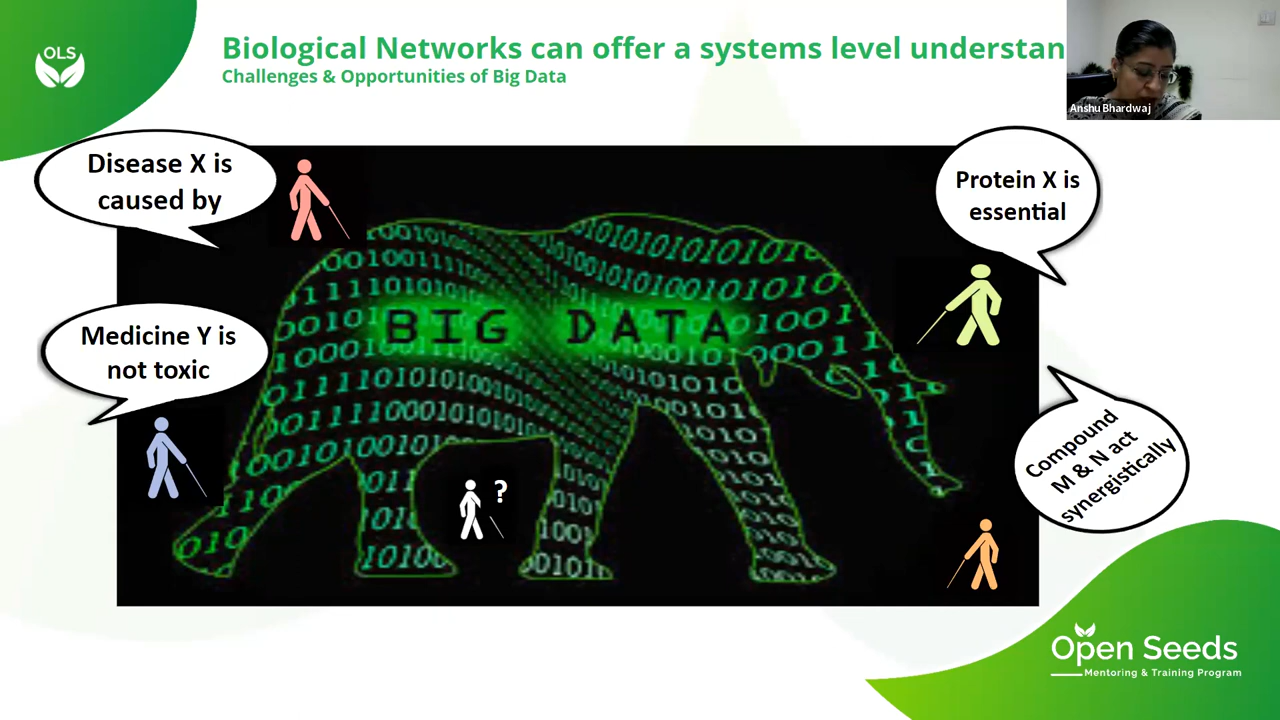 OLS
Biological Networks can offer a systems level understan
Challenges & Opportunities of Big Data
Anshu Bhardwaj
Disease X is
caused by
Protein X is
essential
Medicine Y is
not toxic
BIG DATA
?
Compound
M & N act
synergistically
Open Seeds
Mentoring & Training Program